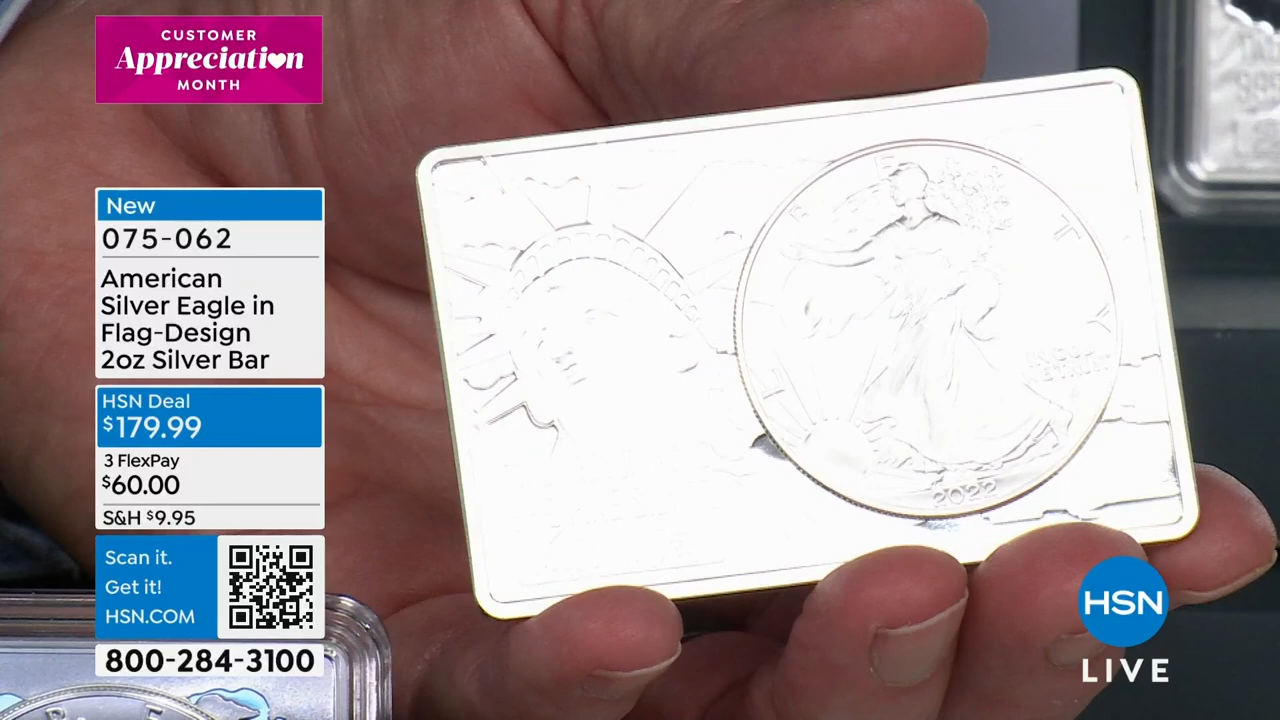 CUSTOMER
Appreciation
MONTH
New
075-062
American
Silver Eagle in
Flag-Design
2oz Silver Bar
HSN Deal
$179.99
3 FlexPay
$60.00
S&H $9.95
Scan it.
Get it!
HSN.COM
800-284-3100
2022
HSN
LIVE